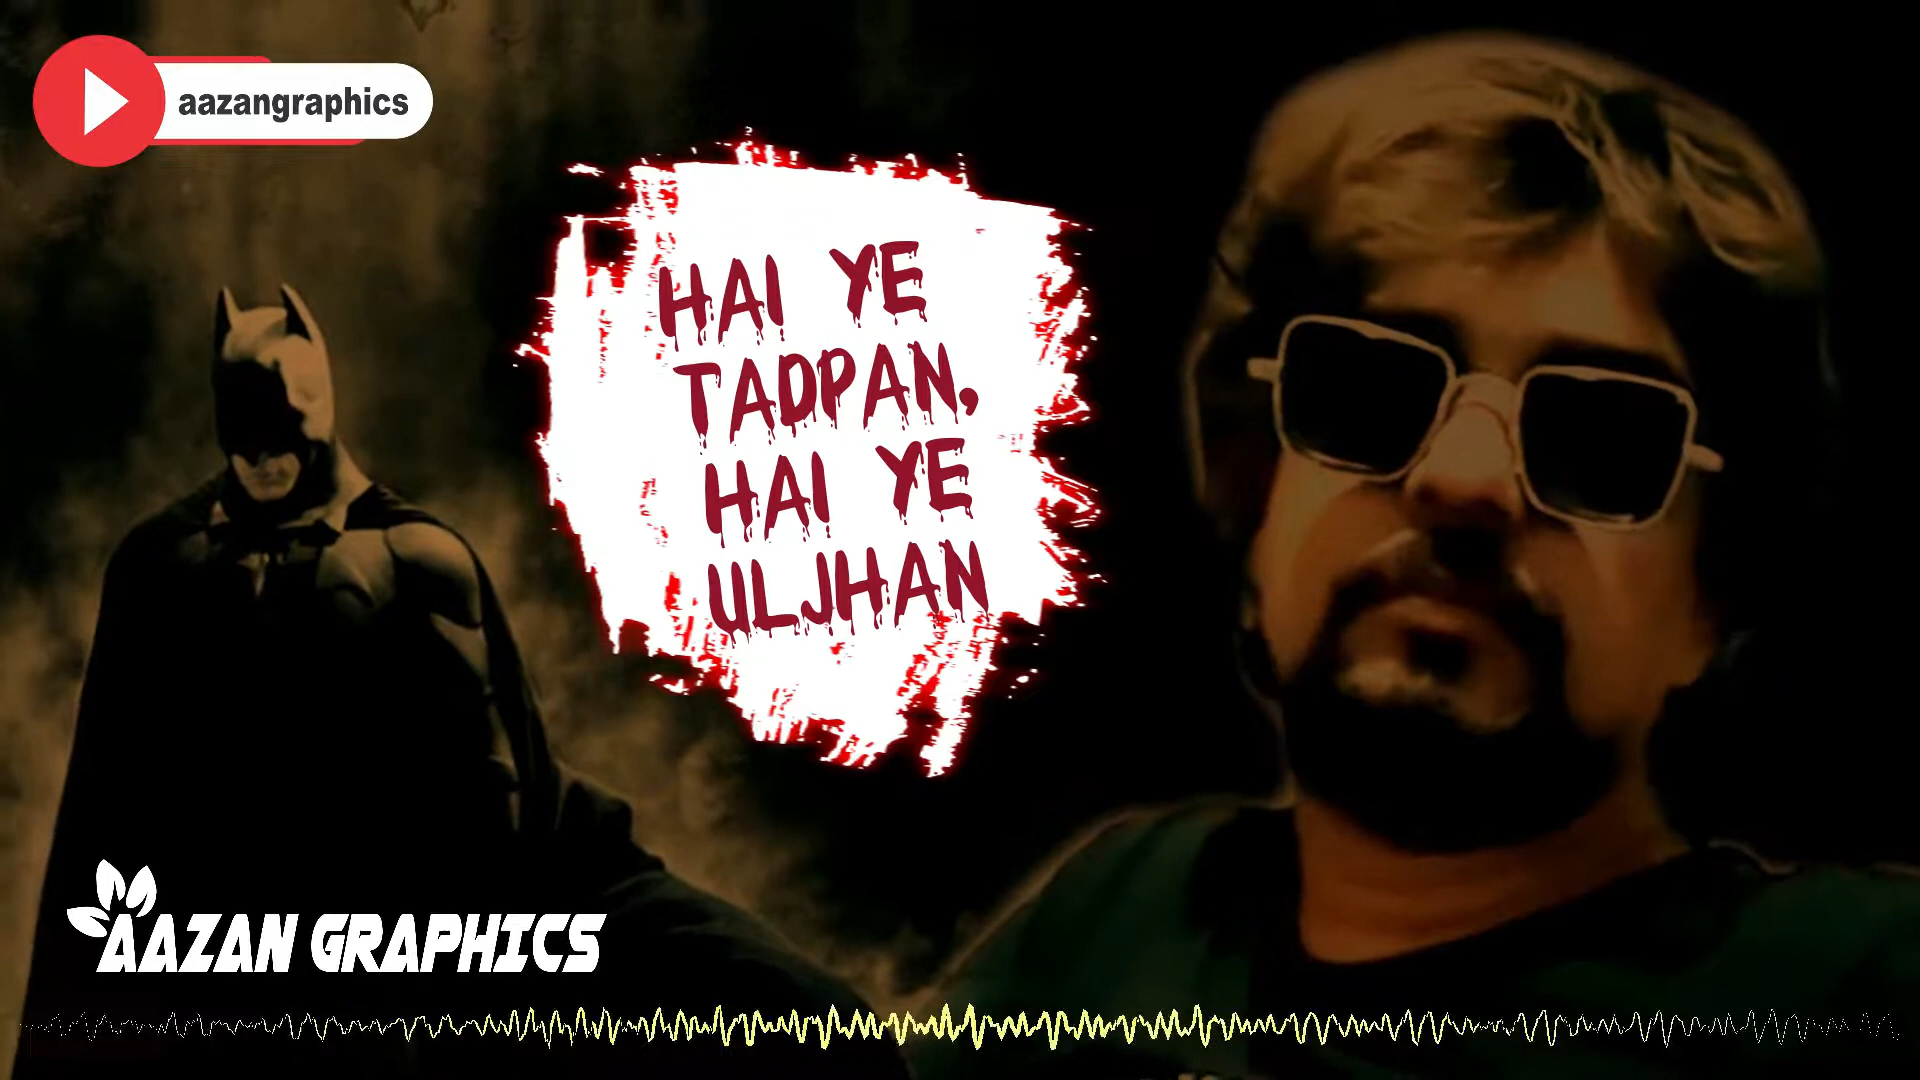 aazangraphics
HAI YE
TADPAN,
HAI YE
ULJHAN
AAZAN GRAPHICS